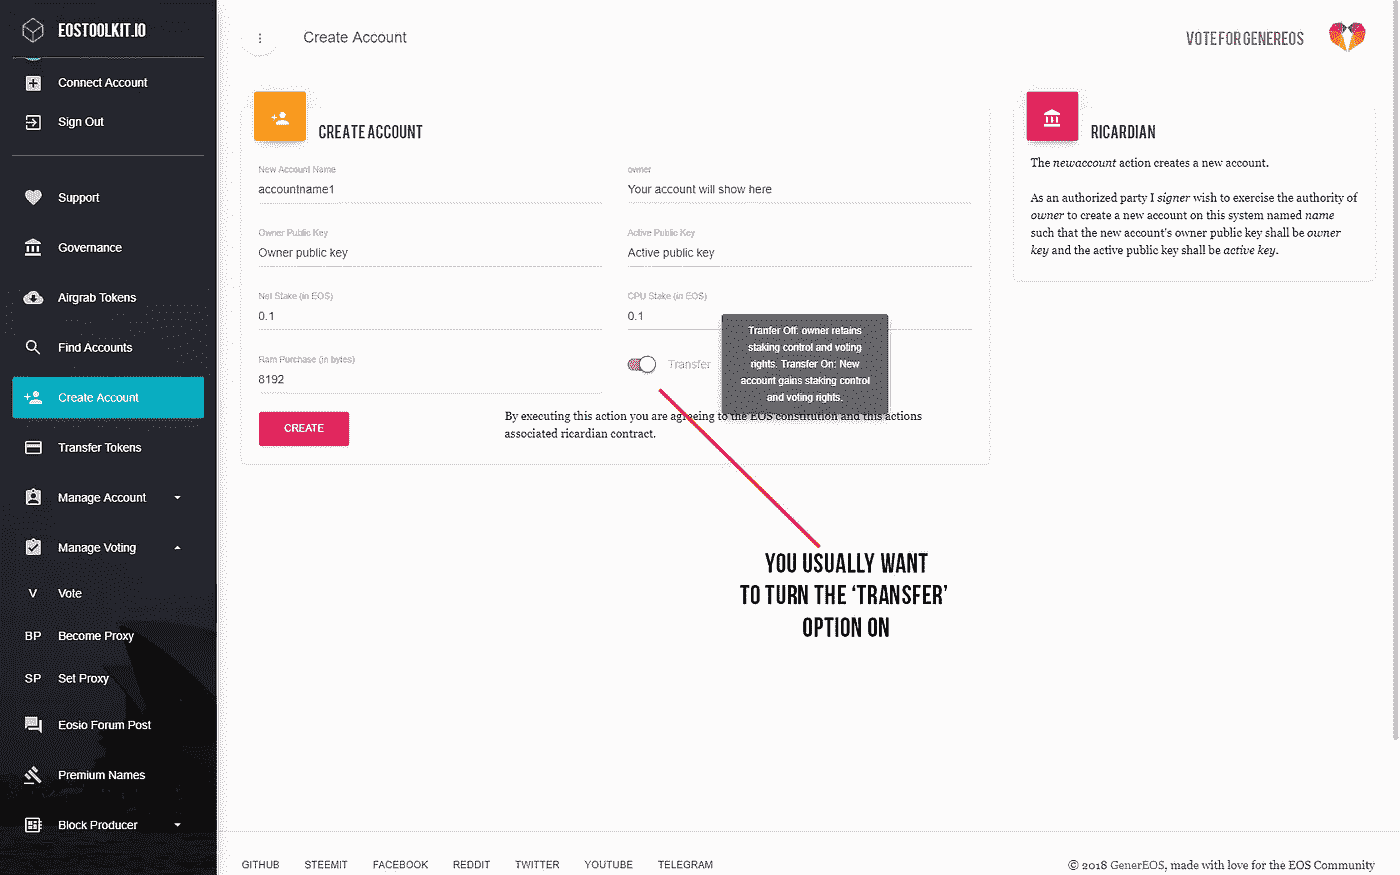 EOSTOOLKIT.IO
Connect Account
Sign Out
Support
Governance
Airgrab Tokens
Find Accounts
Create Account
Transfer Tokens
Manage Account
Manage Voting
V Vote
BP Become Proxy
SP Set Proxy
Eosio Forum Post
Premium Names
Block Producer
Create Account
VOTE FOR GENEREOS
CREATE ACCOUNT
New Account Name
accountname1
owner
Your account will show here
Owner Public Key
Owner public key
Active Public Key
Active public key
Net Stake (in EOS)
0.1
CPU Stake (in EOS)
0.1
Ram Purchase (in bytes)
8192
Transfer
Tranfer Off: owner retains
staking control and voting
rights. Transfer On: New
account gains staking control
and voting rights.
CREATE
By executing this action you are agreeing to the EOS constitution and this actions
associated ricardian contract.
YOU USUALLY WANT
TO TURN THE ‘TRANSFER’
OPTION ON
RICARDIAN
The newaccount action creates a new account.
As an authorized party I signer wish to exercise the authority of
owner to create a new account on this system named name
such that the new account's owner public key shall be owner
key and the active public key shall be active key.
GITHUB STEEMIT FACEBOOK REDDIT TWITTER YOUTUBE TELEGRAM
© 2018 GenerEOS, made with love for the EOS Community